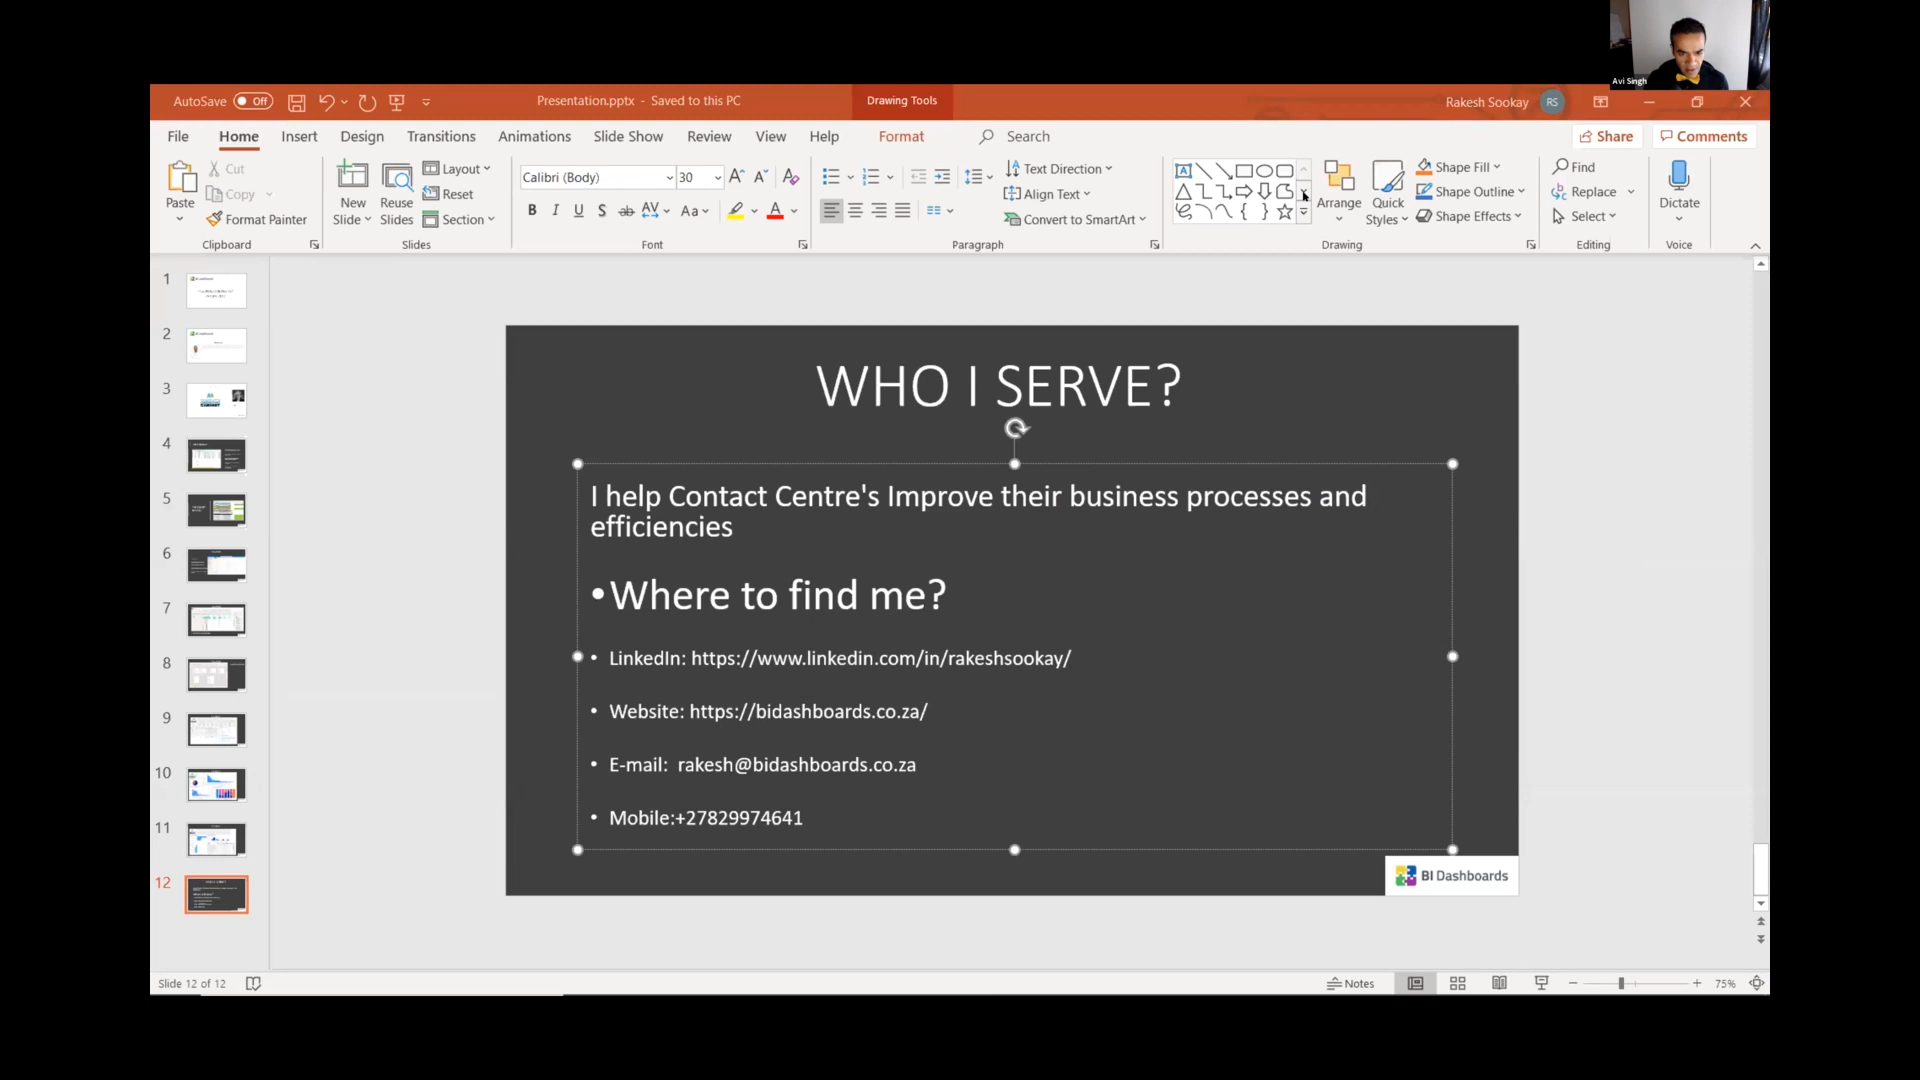 Avi Singh
AutoSave Off
Presentation.pptx - Saved to this PC
Drawing Tools
Rakesh Sookay RS
File Home Insert Design Transitions Animations Slide Show Review View Help Format Search
Share Comments
Paste
Cut
Copy
Format Painter
Clipboard
New Slide
Reuse Slides
Layout
Reset
Section
Slides
Calibri (Body) 30
B I U S ab AV Aa A
Font
Text Direction
Align Text
Convert to SmartArt
Paragraph
Arrange
Quick Styles
Shape Fill
Shape Outline
Shape Effects
Drawing
Find
Replace
Select
Editing
Dictate
Voice
1
2
3
4
5
6
7
8
9
10
11
12
WHO I SERVE?
I help Contact Centre's Improve their business processes and
efficiencies
•Where to find me?
• LinkedIn: https://www.linkedin.com/in/rakeshsookay/
• Website: https://bidashboards.co.za/
• E-mail: rakesh@bidashboards.co.za
• Mobile:+27829974641
BI Dashboards
Slide 12 of 12
Notes
75%